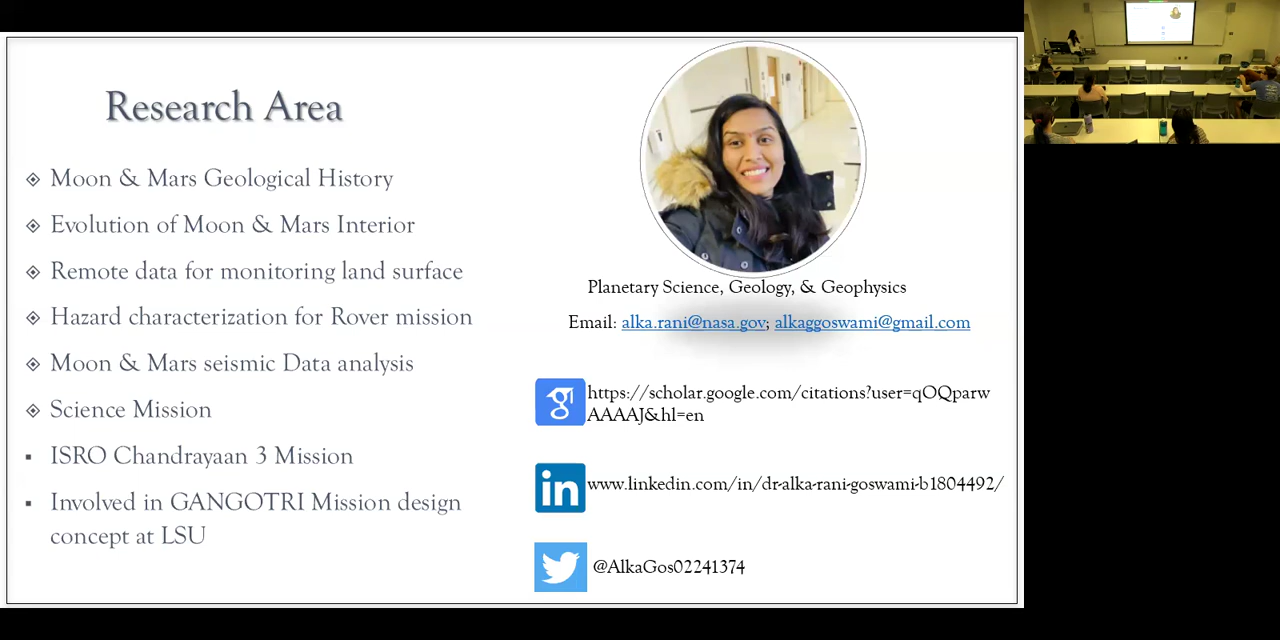 Research Area
Moon & Mars Geological History
Evolution of Moon & Mars Interior
Remote data for monitoring land surface
Hazard characterization for Rover mission
Moon & Mars seismic Data analysis
Science Mission
ISRO Chandrayaan 3 Mission
Involved in GANGOTRI Mission design
concept at LSU
Planetary Science, Geology, & Geophysics
Email: alka.rani@nasa.gov; alkaggoswami@gmail.com
https://scholar.google.com/citations?user=qOQparw
AAAAJ&hl=en
in
www.linkedin.com/in/dr-alka-rani-goswami-b1804492/
@AlkaGos02241374